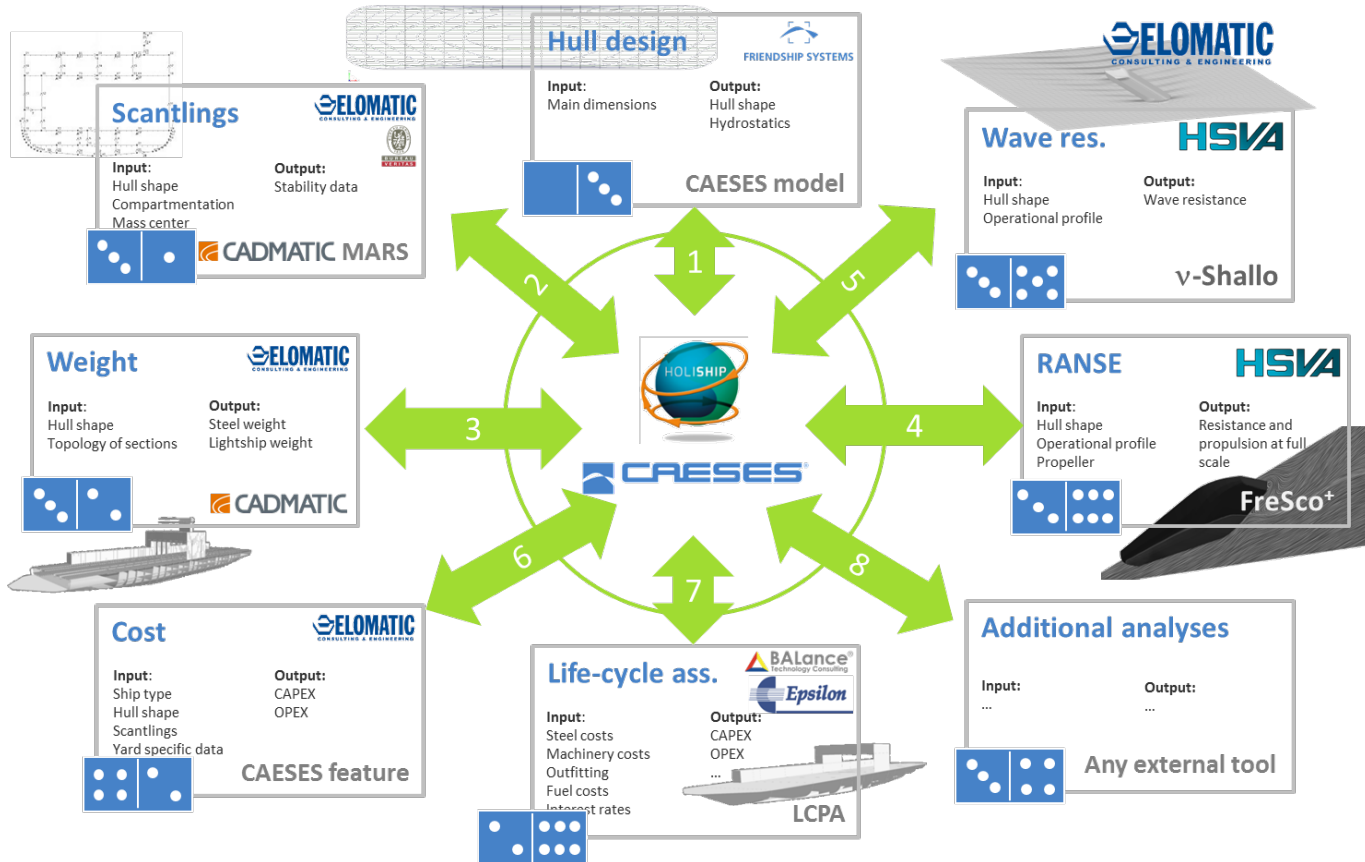 Hull design
FRIENDSHIP SYSTEMS
Input:
Main dimensions
Output:
Hull shape
Hydrostatics
CAESES model
Scantlings
ELOMATIC
CONSULTING & ENGINEERING
BUREAU
VERITAS
Input:
Hull shape
Compartmentation
Mass center
Output:
Stability data
CADMATIC MARS
ELOMATIC
CONSULTING & ENGINEERING
Wave res.
HSVA
Input:
Hull shape
Operational profile
Output:
Wave resistance
ν-Shallo
1
2
5
HOLISHIP
CAESES®
Weight
ELOMATIC
CONSULTING & ENGINEERING
Input:
Hull shape
Topology of sections
Output:
Steel weight
Lightship weight
CADMATIC
3
4
RANSE
HSVA
Input:
Hull shape
Operational profile
Propeller
Output:
Resistance and
propulsion at full
scale
FreSco+
6
7
8
Cost
ELOMATIC
CONSULTING & ENGINEERING
Input:
Ship type
Hull shape
Scantlings
Yard specific data
Output:
CAPEX
OPEX
CAESES feature
Life-cycle ass.
BALance®
Technology Consulting
Epsilon
Input:
Steel costs
Machinery costs
Outfitting
Fuel costs
Interest rates
Output:
CAPEX
OPEX
...
LCPA
Additional analyses
Input:
...
Output:
...
Any external tool